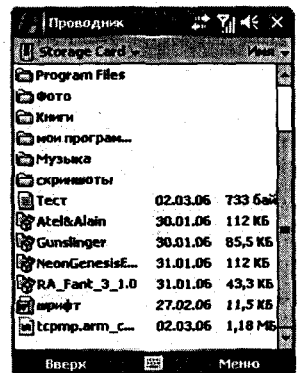 Проводник
Storage Card Имя
Program Files
Фото
Книги
мои програм...
Музыка
скриншоты
Тест 02.03.06 733 бай
Atel&Alain 30.01.06 112 КБ
Gunslinger 30.01.06 85,5 КБ
NeonGenesisE... 31.01.06 112 КБ
RA_Fant_3_1.0 31.01.06 43,3 КБ
шрифт 27.02.06 11,5 КБ
tcpmp.arm_c... 02.03.06 1,18 МБ
Вверх Меню